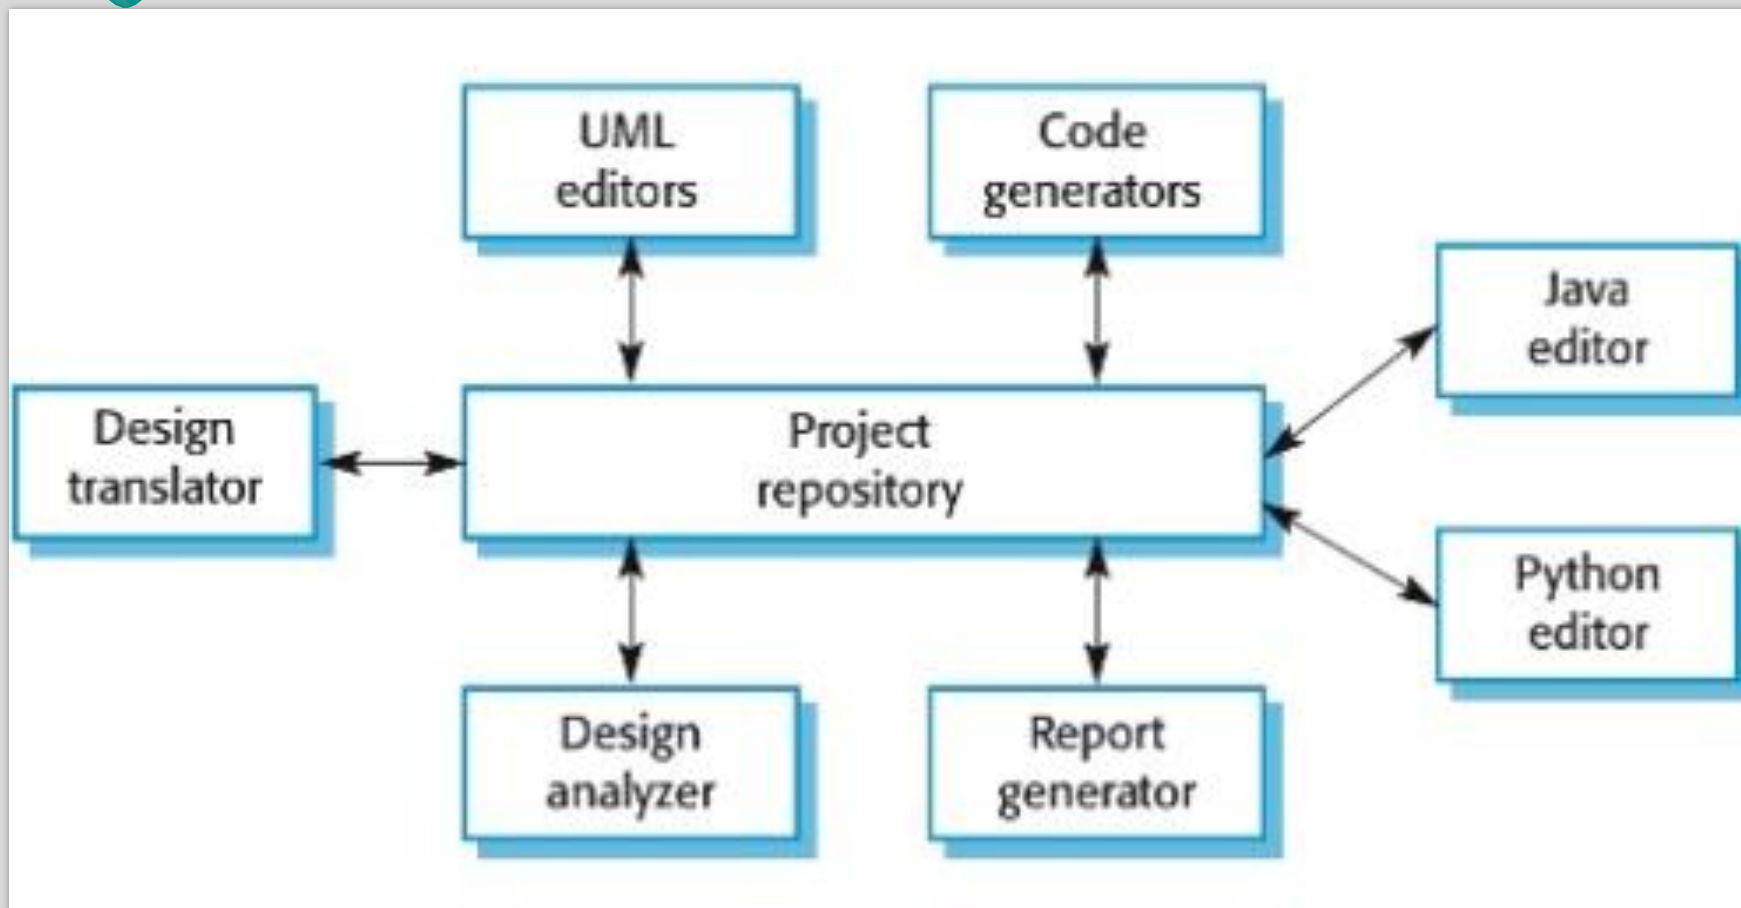 UML
editors
Code
generators
Java
editor
Design
translator
Project
repository
Python
editor
Design
analyzer
Report
generator